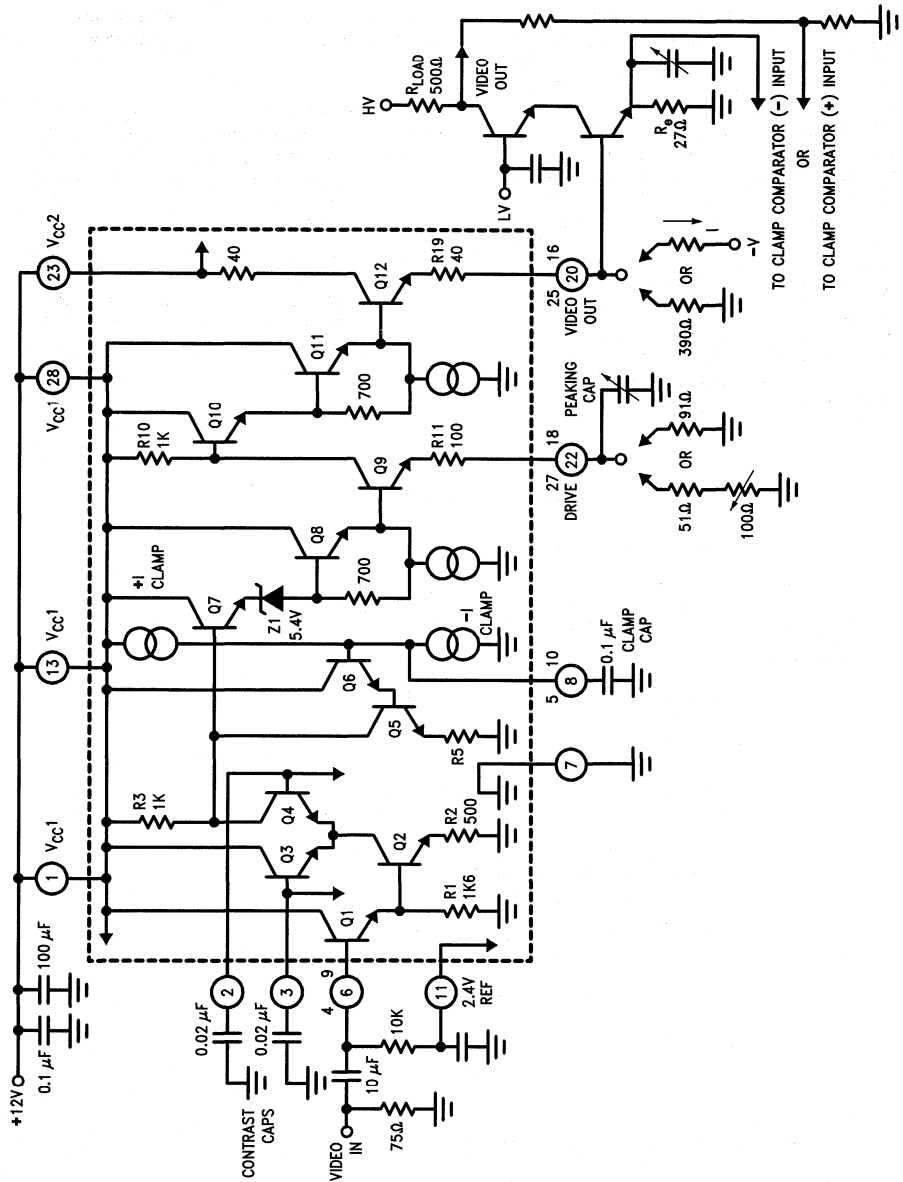 +12V
0.1 μF
100 μF
1
VCC1
13
VCC1
28
VCC1
23
VCC2
HV
RLOAD
500Ω
VIDEO
OUT
LV
Re
27Ω
TO CLAMP COMPARATOR (−) INPUT
OR
TO CLAMP COMPARATOR (+) INPUT
R3
1K
+I
CLAMP
R10
1K
40
Q1
Q2
Q3
Q4
Q5
Q6
Q7
Q8
Q9
Q10
Q11
Q12
Z1
5.4V
700
700
R1
1K6
R2
500
R5
−I
CLAMP
R11
100
R19
40
CONTRAST
CAPS
0.02 μF
2
0.02 μF
3
VIDEO
IN
75Ω
10 μF
10K
4
6
9
11
2.4V
REF
7
5
8
10
0.1 μF
CLAMP
CAP
27
22
18
DRIVE
PEAKING
CAP
51Ω
100Ω
OR
91Ω
25
20
16
VIDEO
OUT
390Ω
OR
I
−V